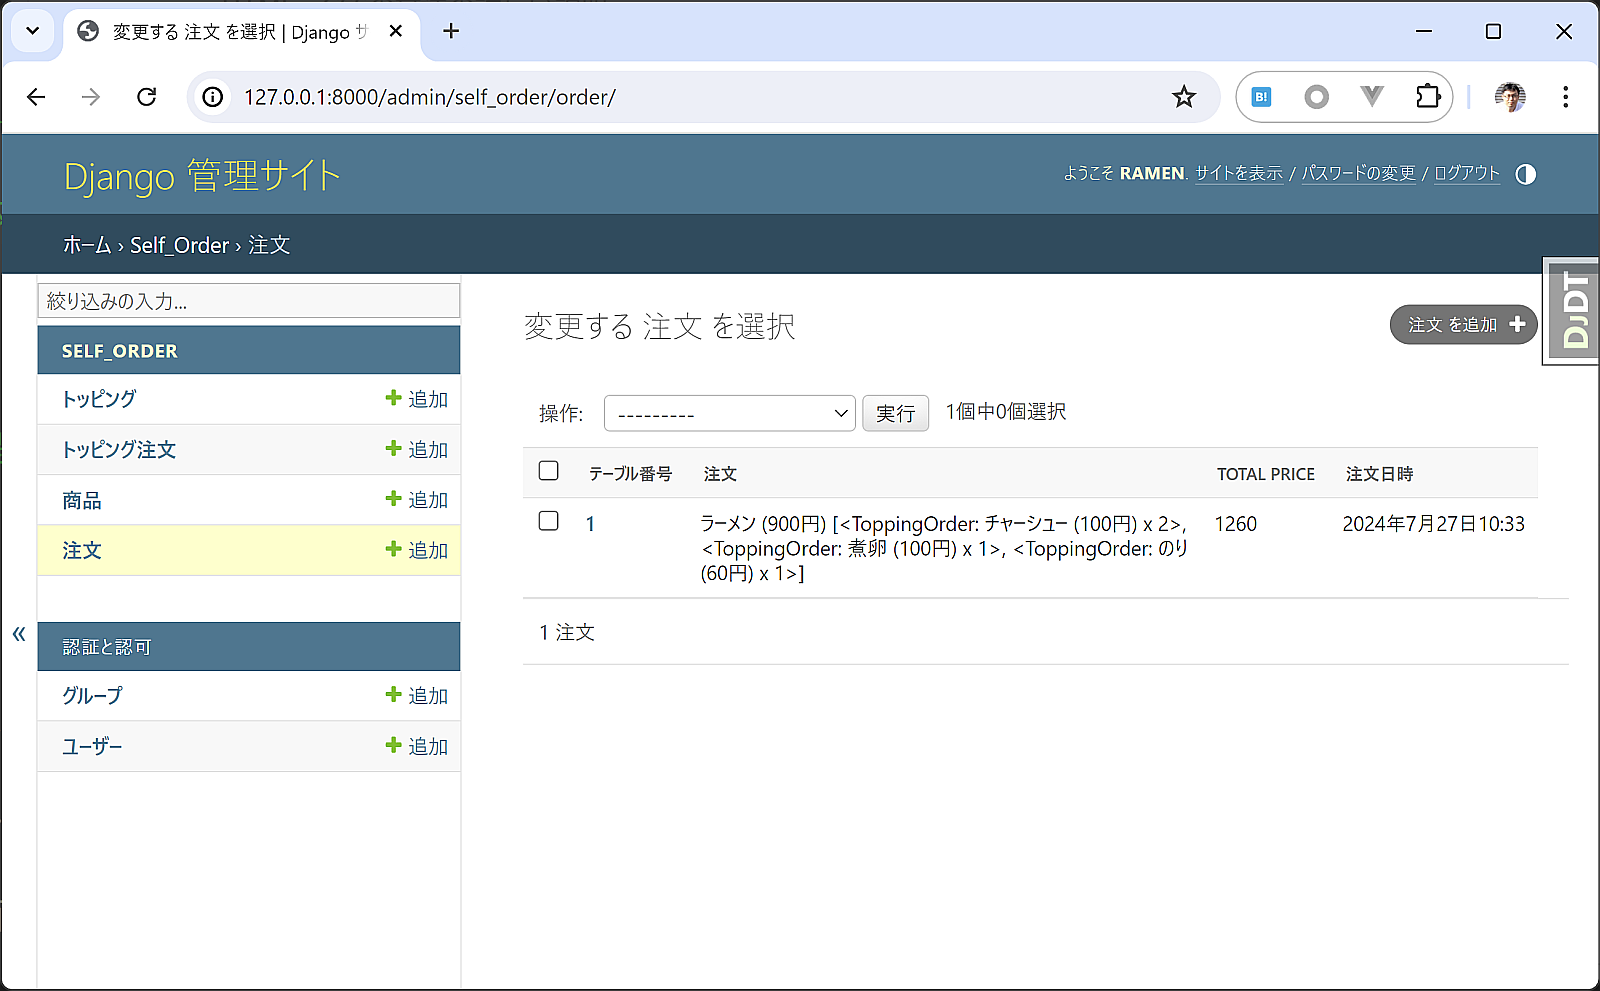 変更する 注文 を選択 | Django サ
127.0.0.1:8000/admin/self_order/order/
B!
Django 管理サイト
ようこそ RAMEN. サイトを表示 / パスワードの変更 / ログアウト
ホーム › Self_Order › 注文
DJDT
絞り込みの入力...
SELF_ORDER
トッピング 追加
トッピング注文 追加
商品 追加
注文 追加
«
認証と認可
グループ 追加
ユーザー 追加
変更する 注文 を選択
注文 を追加
操作: --------- 実行 1個中0個選択
テーブル番号 注文 TOTAL PRICE 注文日時
1 ラーメン (900円) [<ToppingOrder: チャーシュー (100円) x 2>, 1260 2024年7月27日10:33
<ToppingOrder: 煮卵 (100円) x 1>, <ToppingOrder: のり
(60円) x 1>]
1 注文